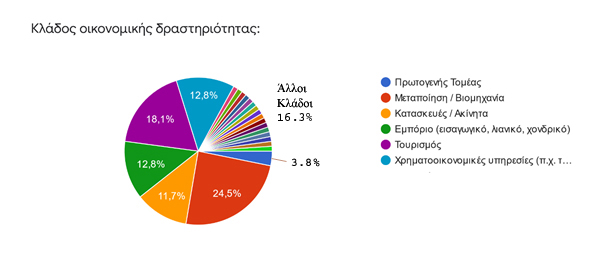 Κλάδος οικονομικής δραστηριότητας:
Άλλοι
Κλάδοι
16.3%
12,8%
18,1%
12,8%
11,7%
24,5%
3.8%
Πρωτογενής Τομέας
Μεταποίηση / Βιομηχανία
Κατασκευές / Ακίνητα
Εμπόριο (εισαγωγικό, λιανικό, χονδρικό)
Τουρισμός
Χρηματοοικονομικές υπηρεσίες (π.χ. τ…